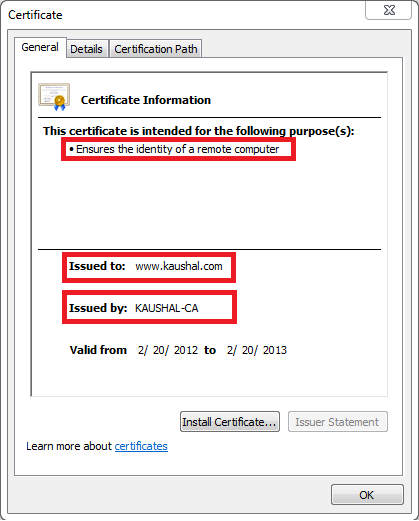 Certificate
General Details Certification Path
Certificate Information
This certificate is intended for the following purpose(s):
• Ensures the identity of a remote computer
Issued to: www.kaushal.com
Issued by: KAUSHAL-CA
Valid from 2/ 20/ 2012 to 2/ 20/ 2013
Install Certificate... Issuer Statement
Learn more about certificates
OK